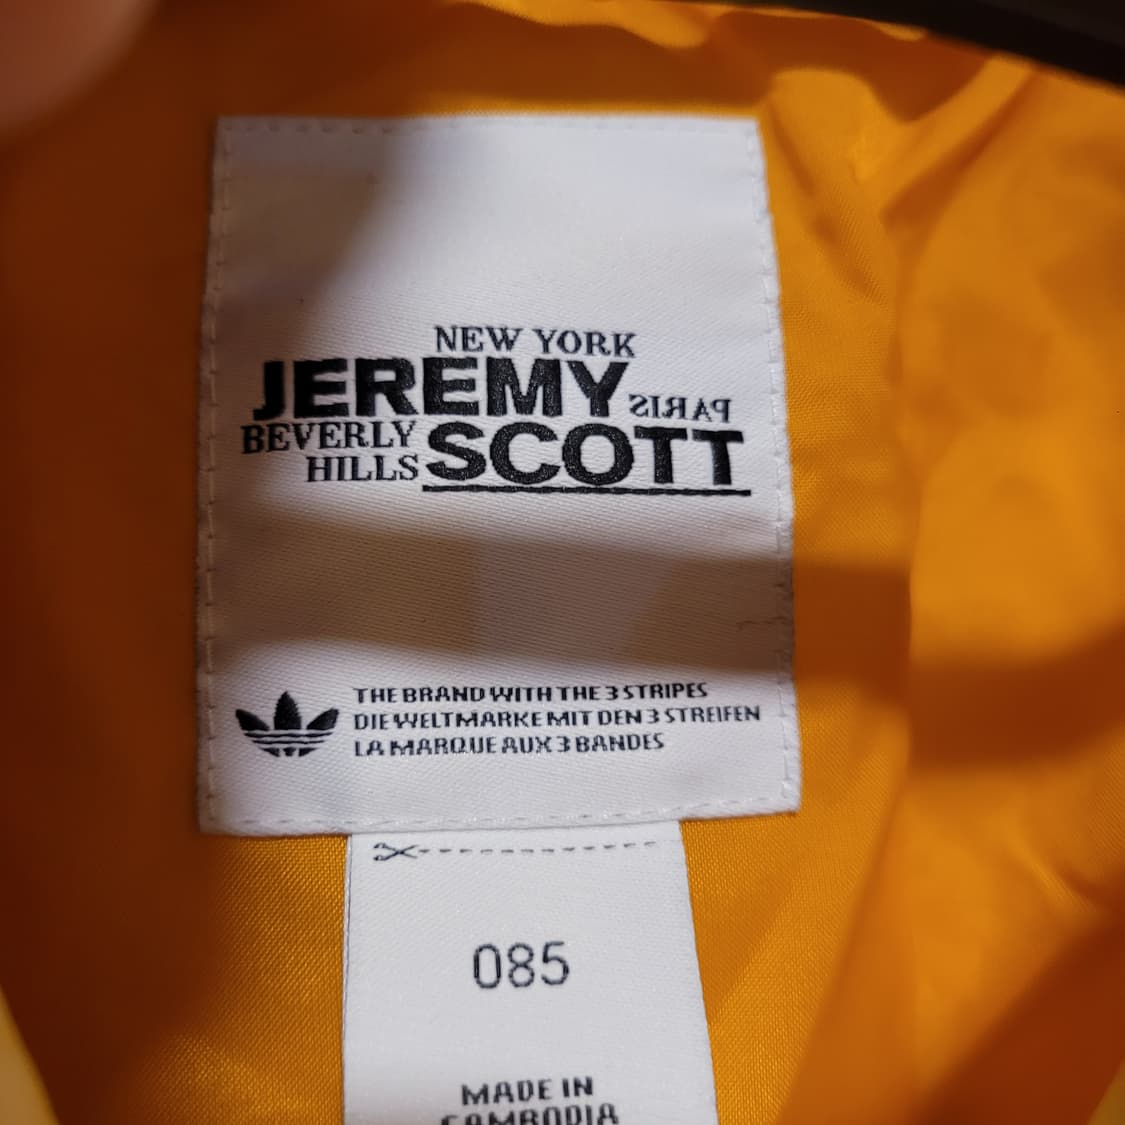 NEW YORK
JEREMY
PARIS
BEVERLY
HILLS
SCOTT
THE BRAND WITH THE 3 STRIPES
DIE WELTMARKE MIT DEN 3 STREIFEN
LA MARQUE AUX 3 BANDES
085
MADE IN
CAMBODIA